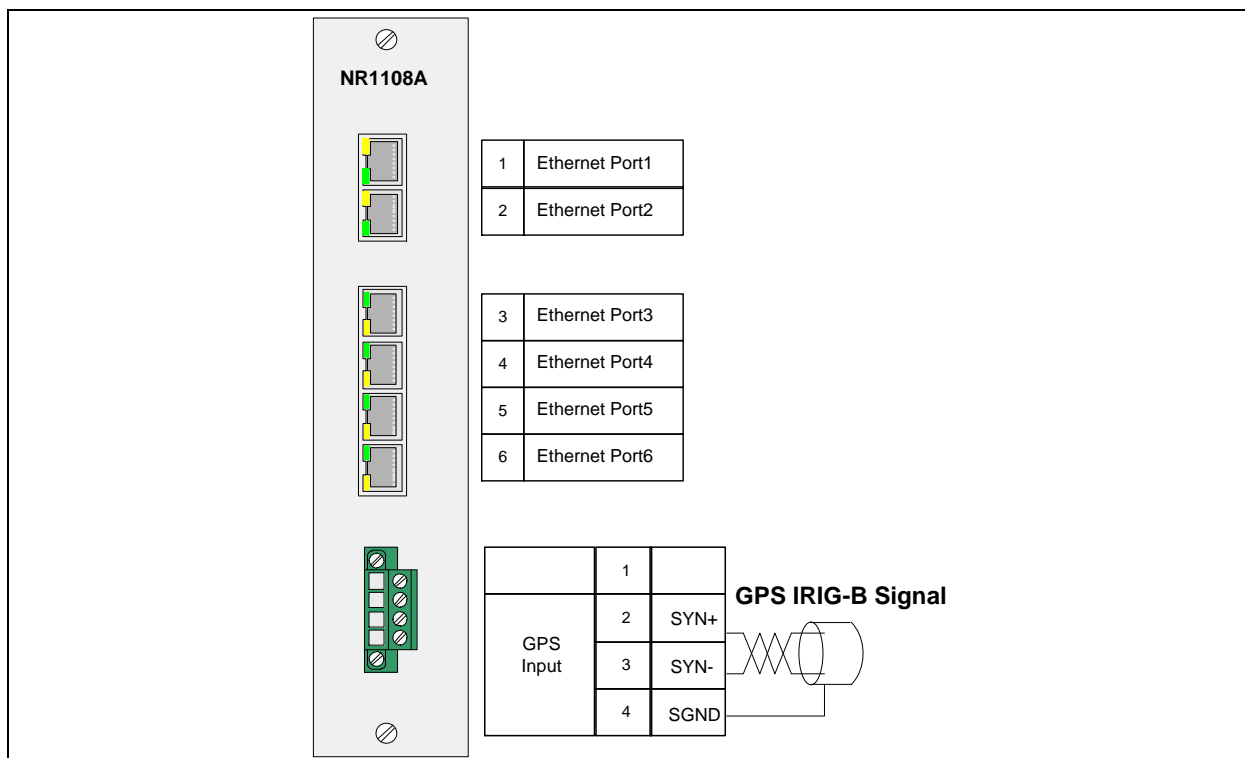 NR1108A
1 Ethernet Port1
2 Ethernet Port2
3 Ethernet Port3
4 Ethernet Port4
5 Ethernet Port5
6 Ethernet Port6
1
GPS IRIG-B Signal
2 SYN+
GPS
Input
3 SYN-
4 SGND